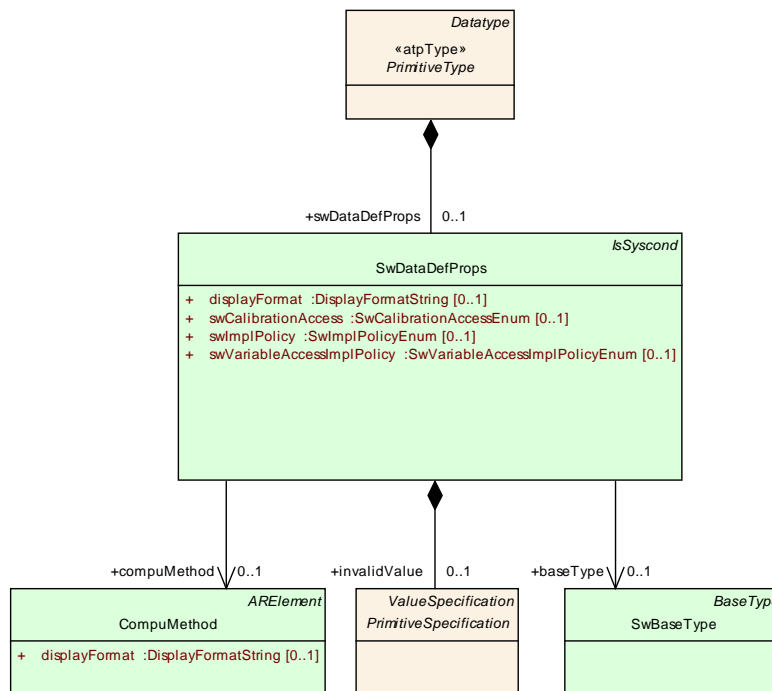 Datatype
«atpType»
PrimitiveType
+swDataDefProps 0..1
IsSyscond
SwDataDefProps
+ displayFormat :DisplayFormatString [0..1]
+ swCalibrationAccess :SwCalibrationAccessEnum [0..1]
+ swImplPolicy :SwImplPolicyEnum [0..1]
+ swVariableAccessImplPolicy :SwVariableAccessImplPolicyEnum [0..1]
+compuMethod 0..1 +invalidValue 0..1 +baseType 0..1
ARElement
CompuMethod
+ displayFormat :DisplayFormatString [0..1]
ValueSpecification
PrimitiveSpecification
BaseType
SwBaseType